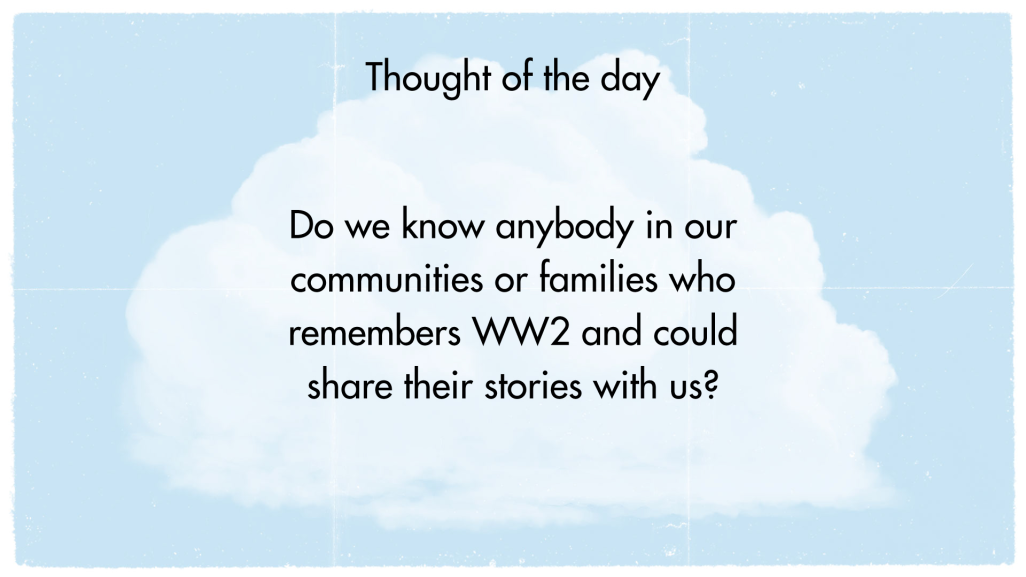 Thought of the day
Do we know anybody in our
communities or families who
remembers WW2 and could
share their stories with us?